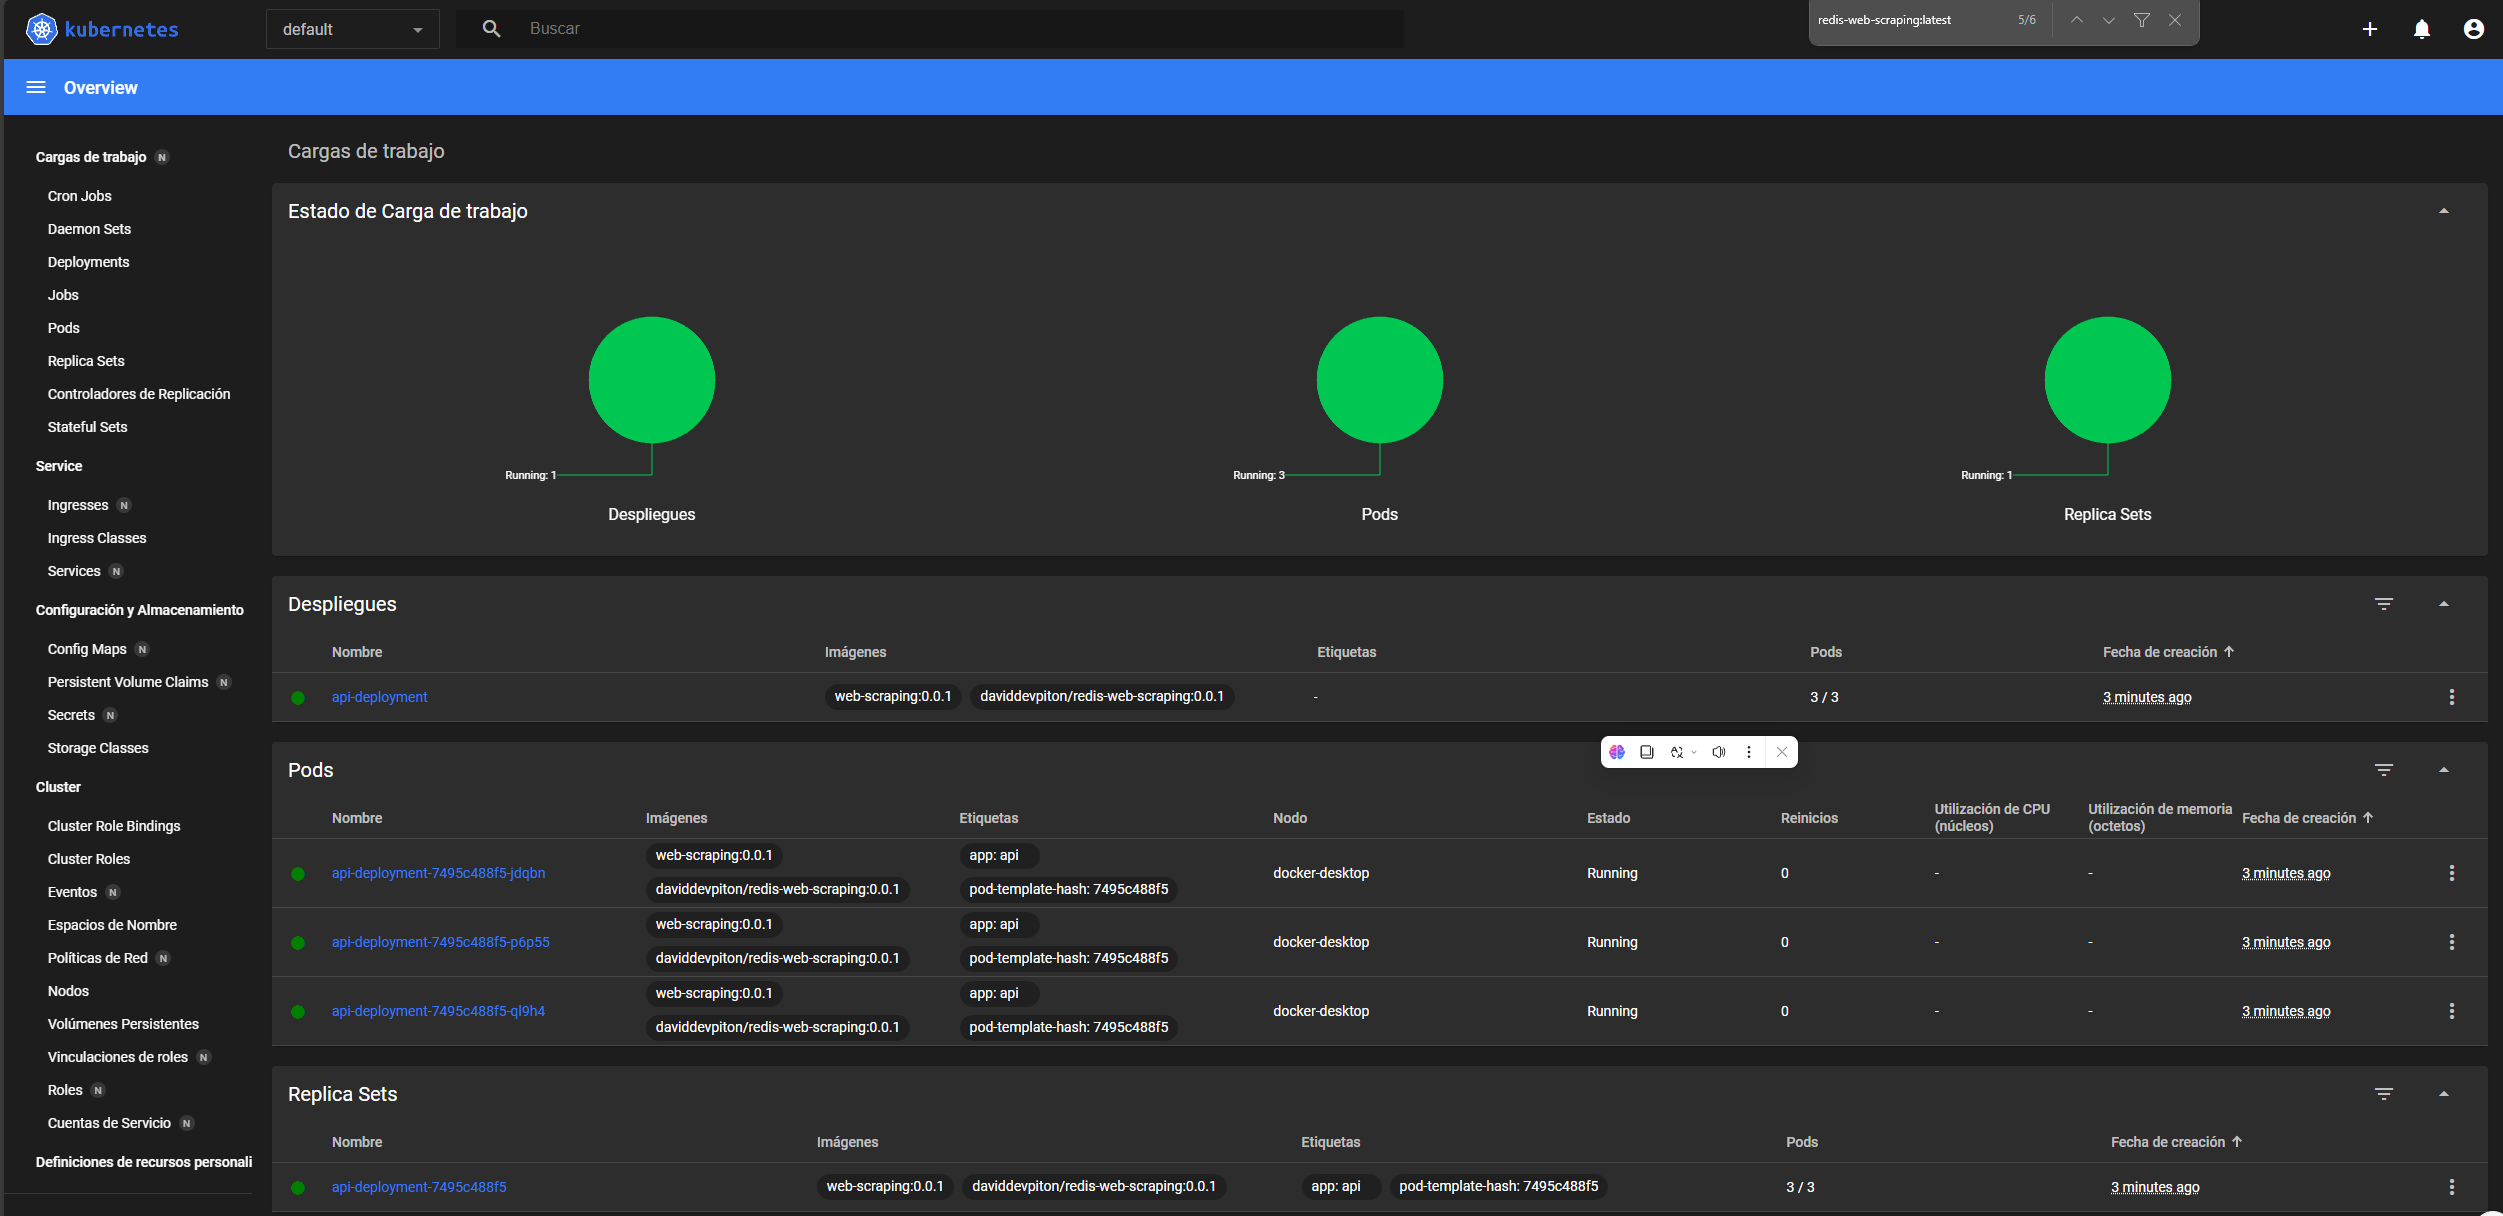 kubernetes
default
Buscar
redis-web-scraping:latest 5/6
Overview
Cargas de trabajo N
Cron Jobs
Daemon Sets
Deployments
Jobs
Pods
Replica Sets
Controladores de Replicación
Stateful Sets
Service
Ingresses N
Ingress Classes
Services N
Configuración y Almacenamiento
Config Maps N
Persistent Volume Claims N
Secrets N
Storage Classes
Cluster
Cluster Role Bindings
Cluster Roles
Eventos N
Espacios de Nombre
Políticas de Red N
Nodos
Volúmenes Persistentes
Vinculaciones de roles N
Roles N
Cuentas de Servicio N
Definiciones de recursos personali
Cargas de trabajo
Estado de Carga de trabajo
Running: 1
Despliegues
Running: 3
Pods
Running: 1
Replica Sets
Despliegues
Nombre Imágenes Etiquetas Pods Fecha de creación
api-deployment web-scraping:0.0.1 daviddevpiton/redis-web-scraping:0.0.1 - 3 / 3 3 minutes ago
Pods
Nombre Imágenes Etiquetas Nodo Estado Reinicios Utilización de CPU (núcleos) Utilización de memoria (octetos) Fecha de creación
api-deployment-7495c488f5-jdqbn web-scraping:0.0.1 app: api docker-desktop Running 0 - - 3 minutes ago
daviddevpiton/redis-web-scraping:0.0.1 pod-template-hash: 7495c488f5
api-deployment-7495c488f5-p6p55 web-scraping:0.0.1 app: api docker-desktop Running 0 - - 3 minutes ago
daviddevpiton/redis-web-scraping:0.0.1 pod-template-hash: 7495c488f5
api-deployment-7495c488f5-ql9h4 web-scraping:0.0.1 app: api docker-desktop Running 0 - - 3 minutes ago
daviddevpiton/redis-web-scraping:0.0.1 pod-template-hash: 7495c488f5
Replica Sets
Nombre Imágenes Etiquetas Pods Fecha de creación
api-deployment-7495c488f5 web-scraping:0.0.1 daviddevpiton/redis-web-scraping:0.0.1 app: api pod-template-hash: 7495c488f5 3 / 3 3 minutes ago